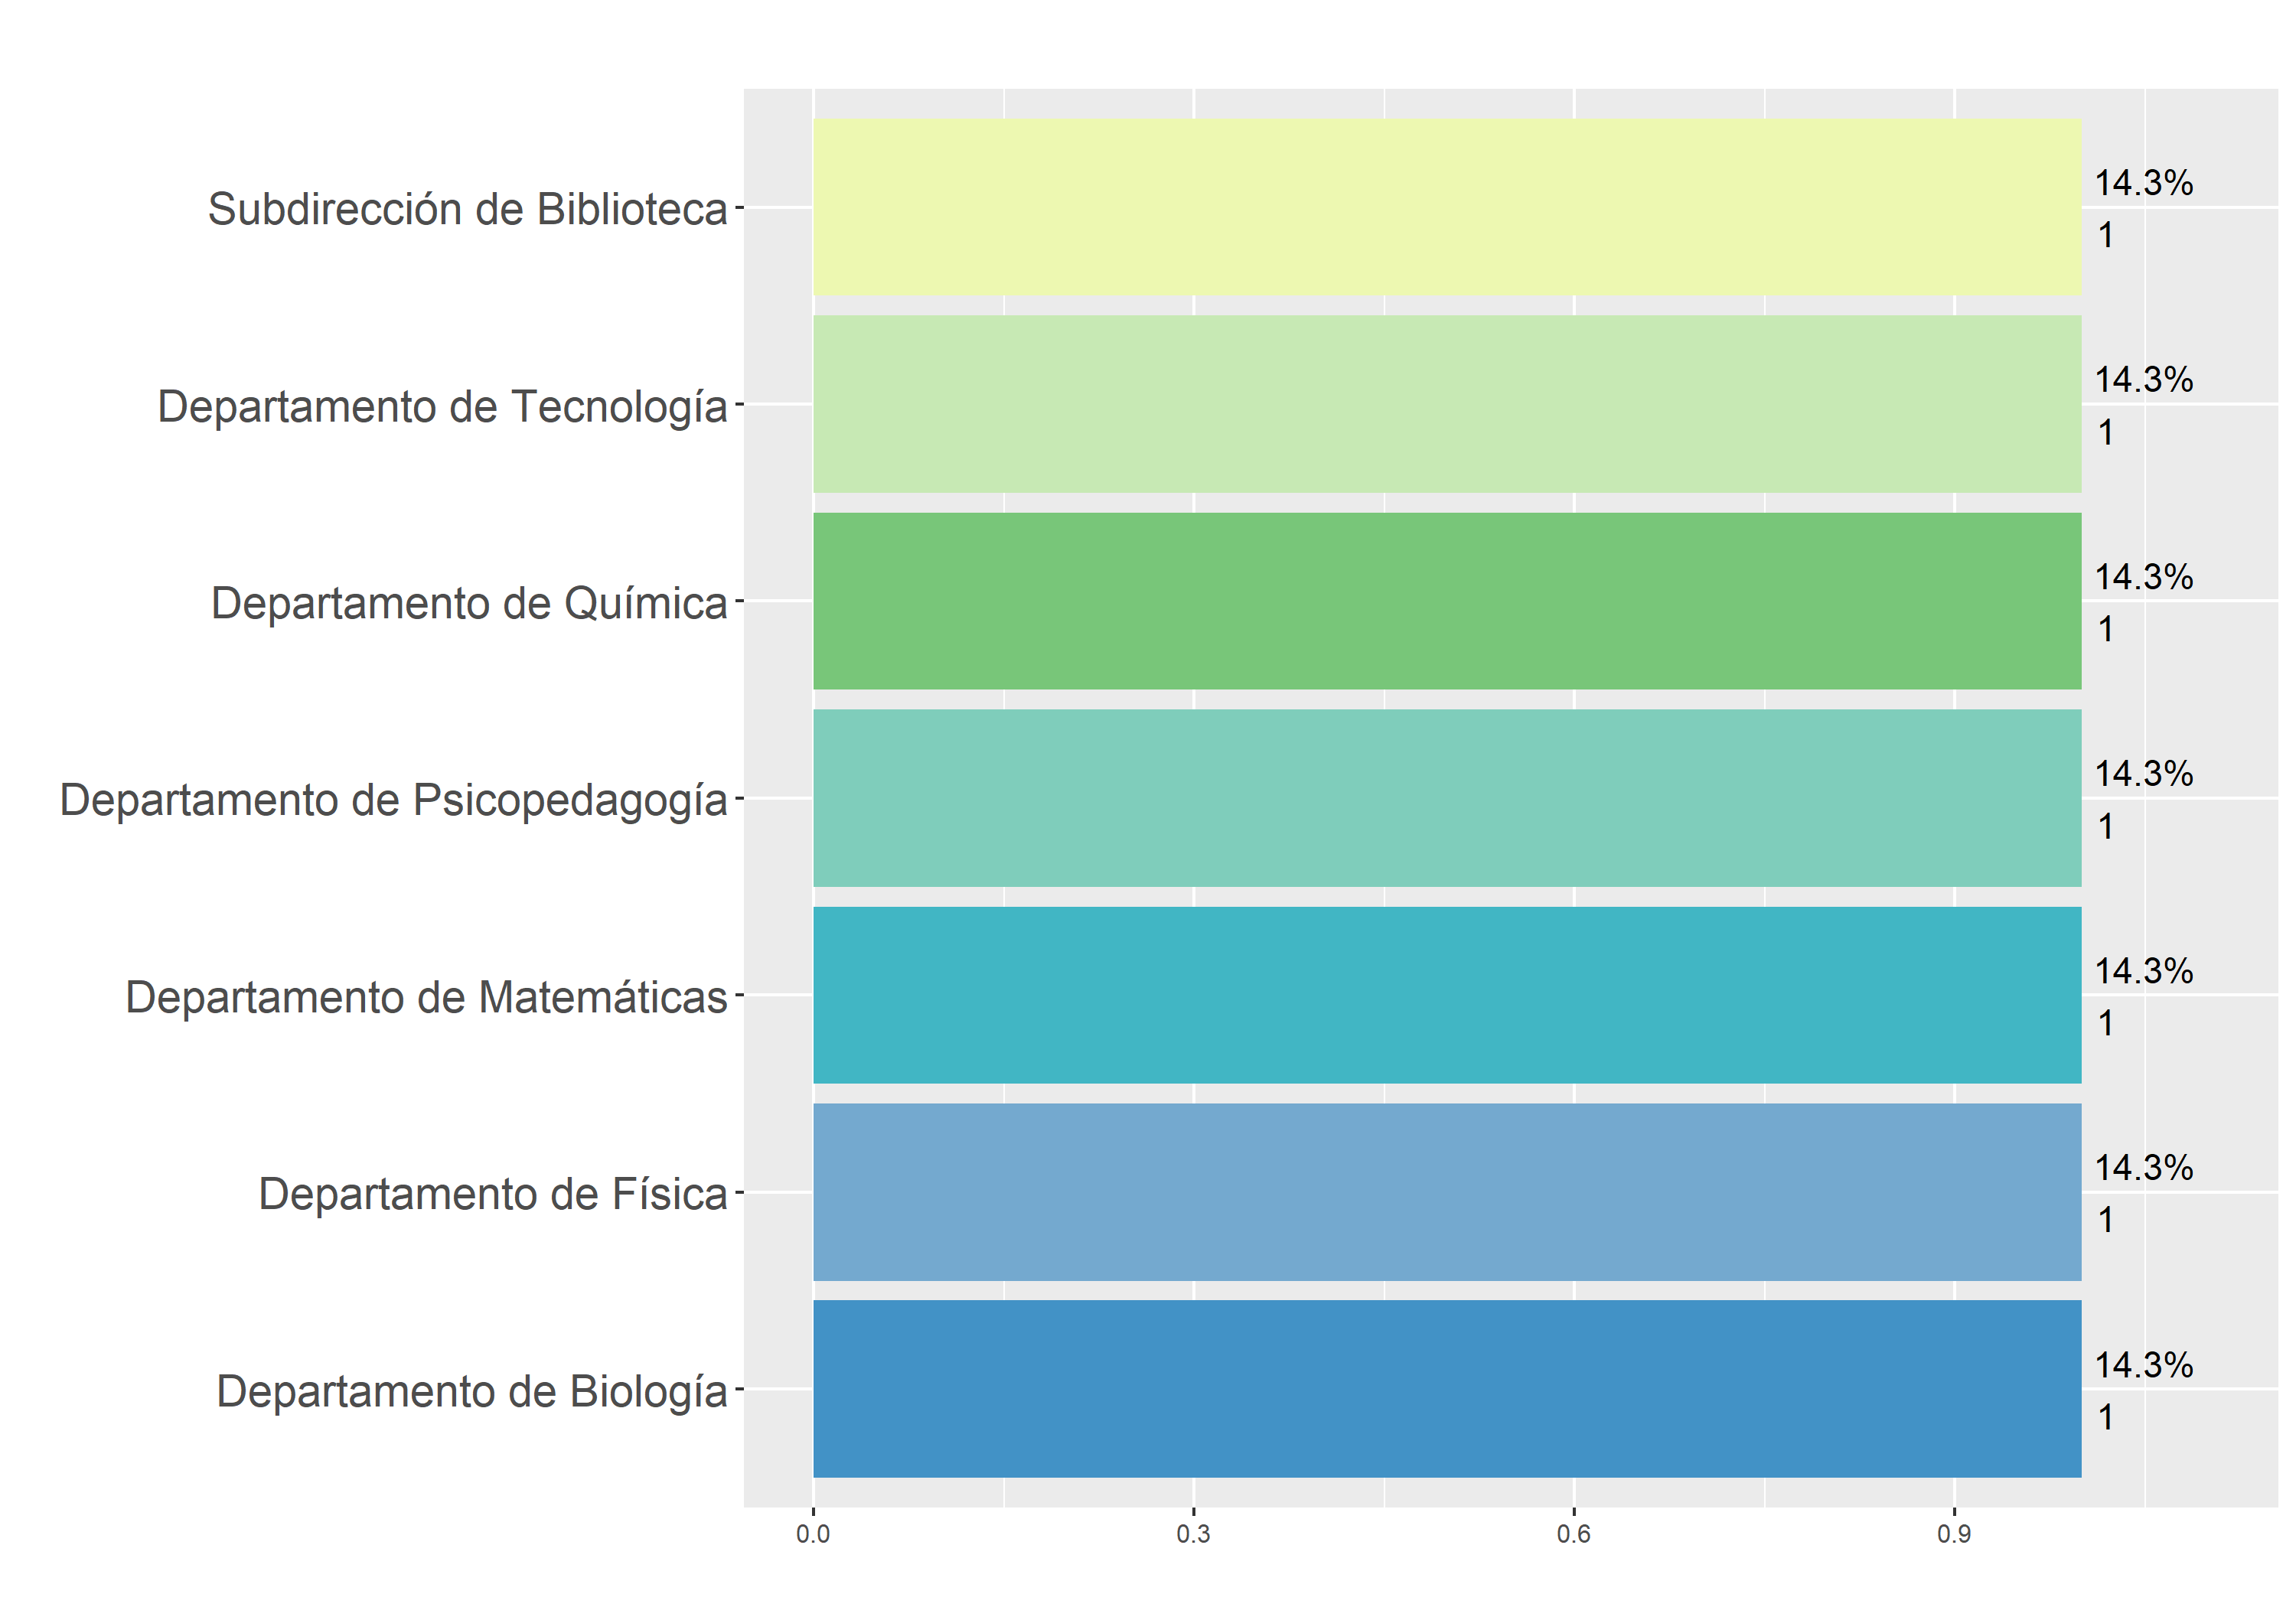 Subdirección de Biblioteca
14.3%
1
Departamento de Tecnología
14.3%
1
Departamento de Química
14.3%
1
Departamento de Psicopedagogía
14.3%
1
Departamento de Matemáticas
14.3%
1
Departamento de Física
14.3%
1
Departamento de Biología
14.3%
1
0.0 0.3 0.6 0.9